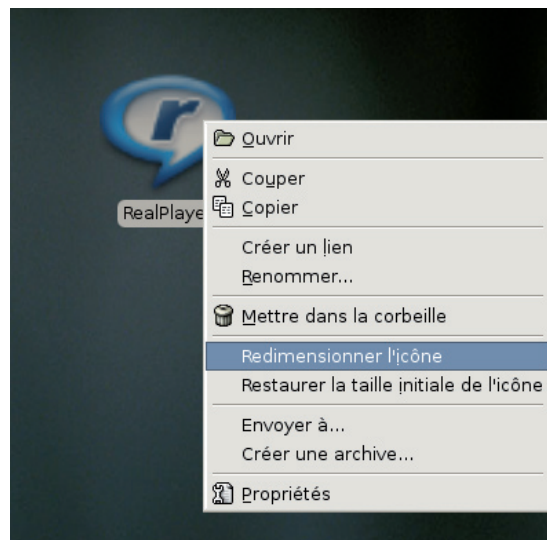 r
RealPlaye
Ouvrir
Couper
Copier
Créer un lien
Renommer...
Mettre dans la corbeille
Redimensionner l'icône
Restaurer la taille initiale de l'icône
Envoyer à...
Créer une archive...
Propriétés